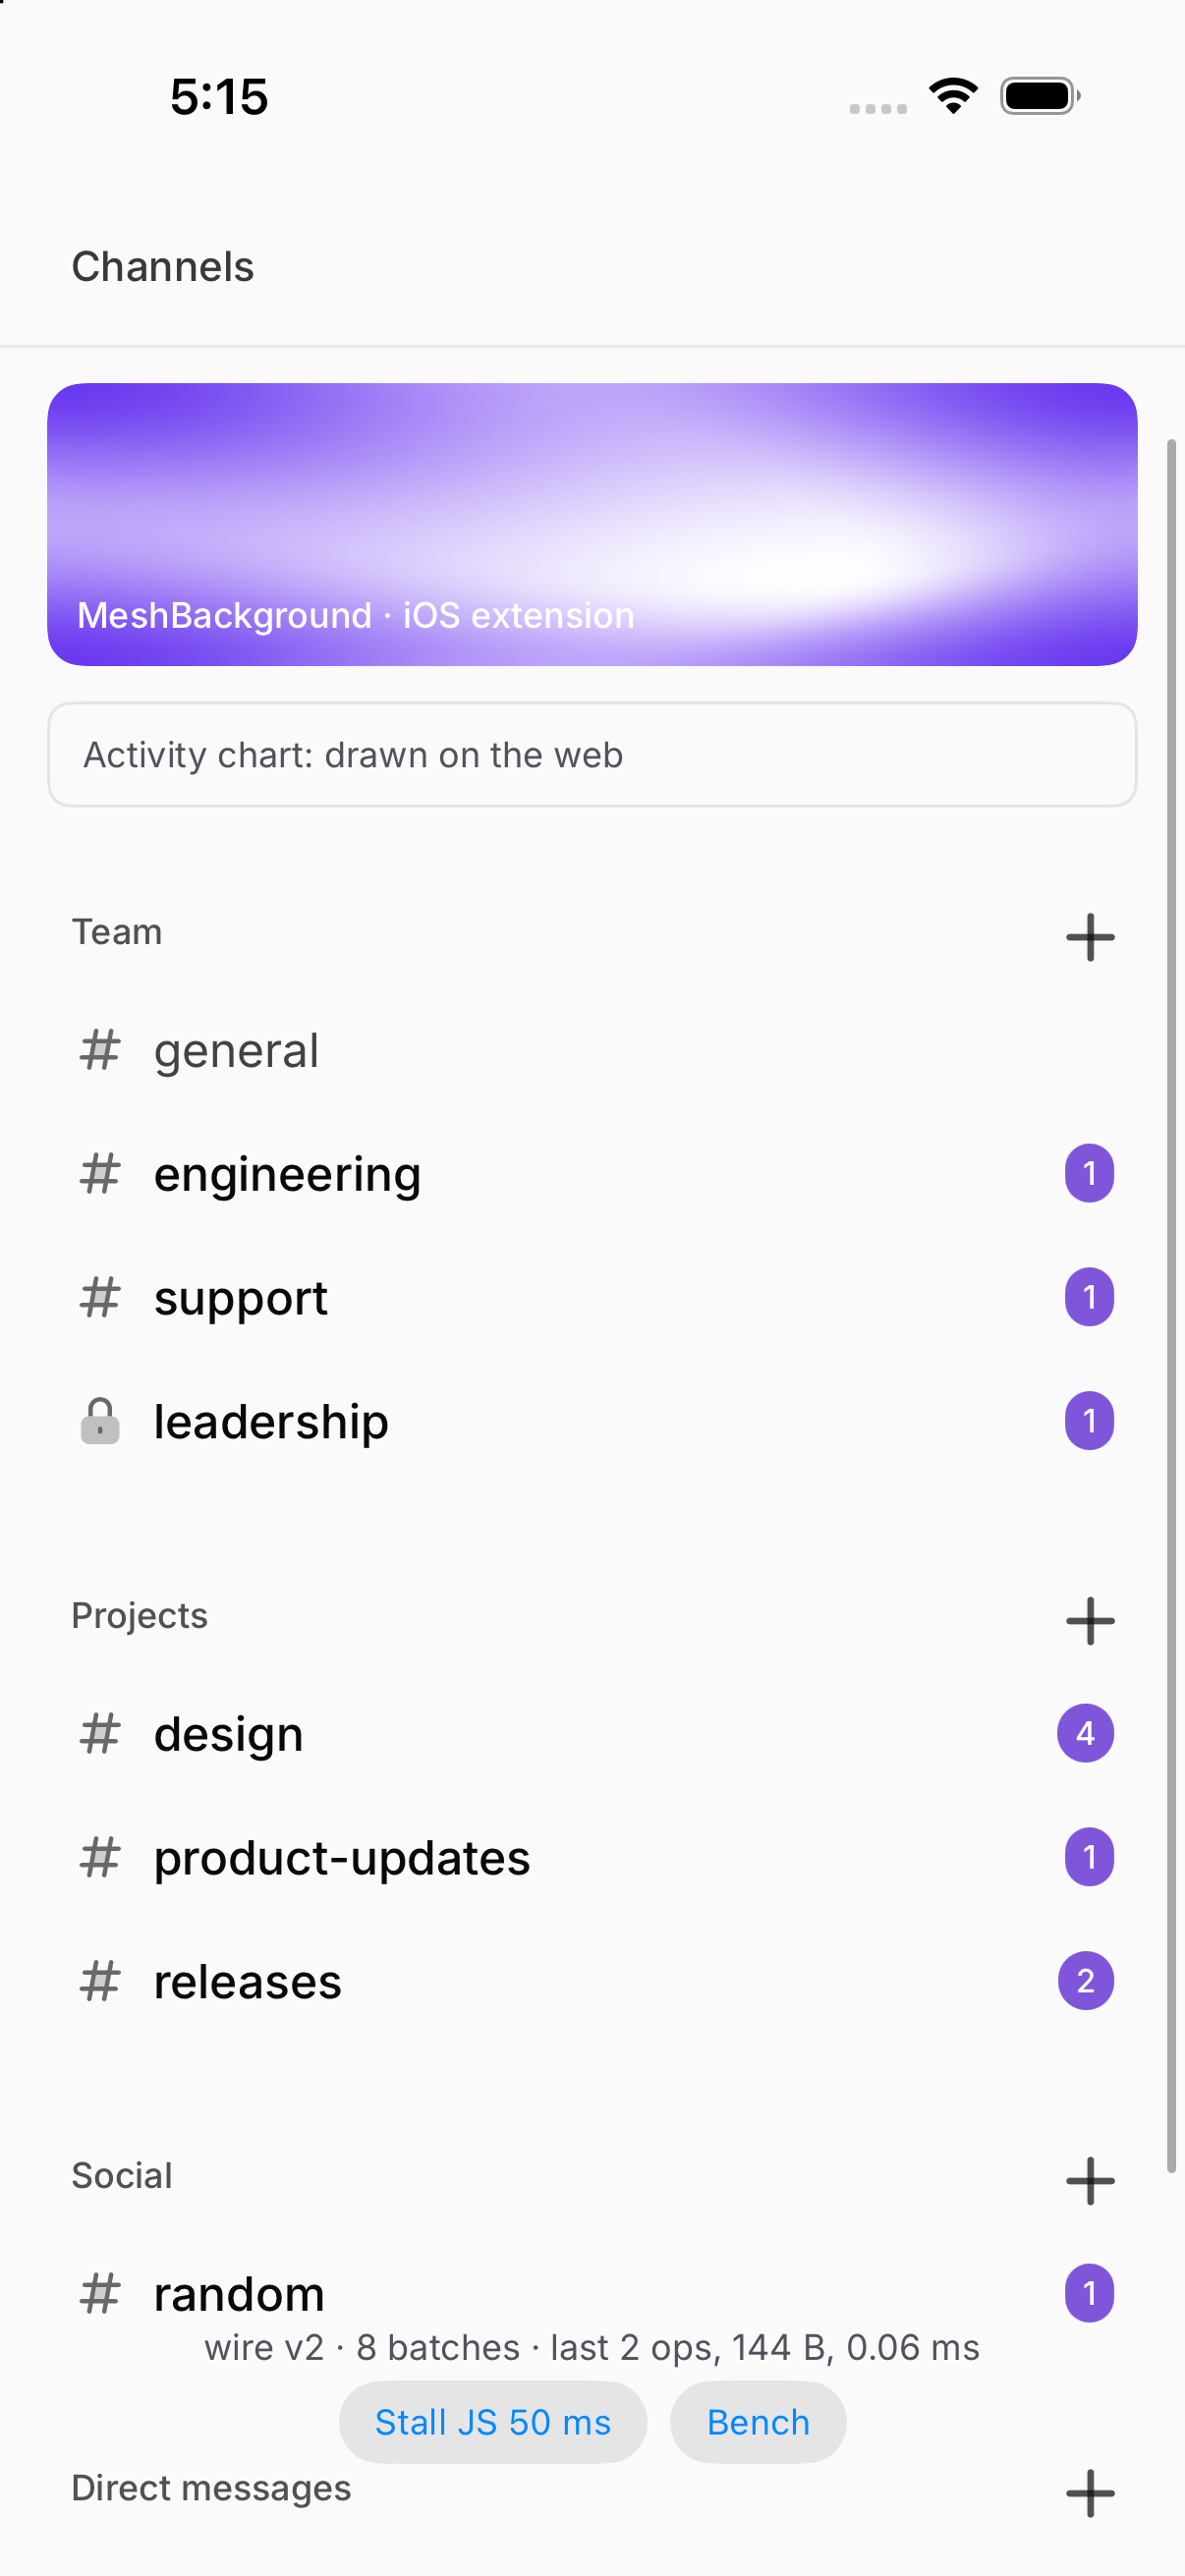 5:15
Channels
MeshBackground · iOS extension
Activity chart: drawn on the web
Team
general
engineering 1
support 1
leadership 1
Projects
design 4
product-updates 1
releases 2
Social
random 1
wire v2 · 8 batches · last 2 ops, 144 B, 0.06 ms
Stall JS 50 ms Bench
Direct messages